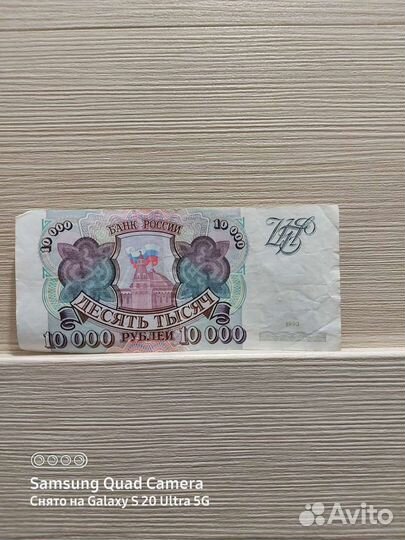 10 000
БАНК РОССИИ
10 000
ДЕСЯТЬ ТЫСЯЧ
10 000 РУБЛЕЙ 10 000
1993
Samsung Quad Camera
Снято на Galaxy S 20 Ultra 5G
Avito